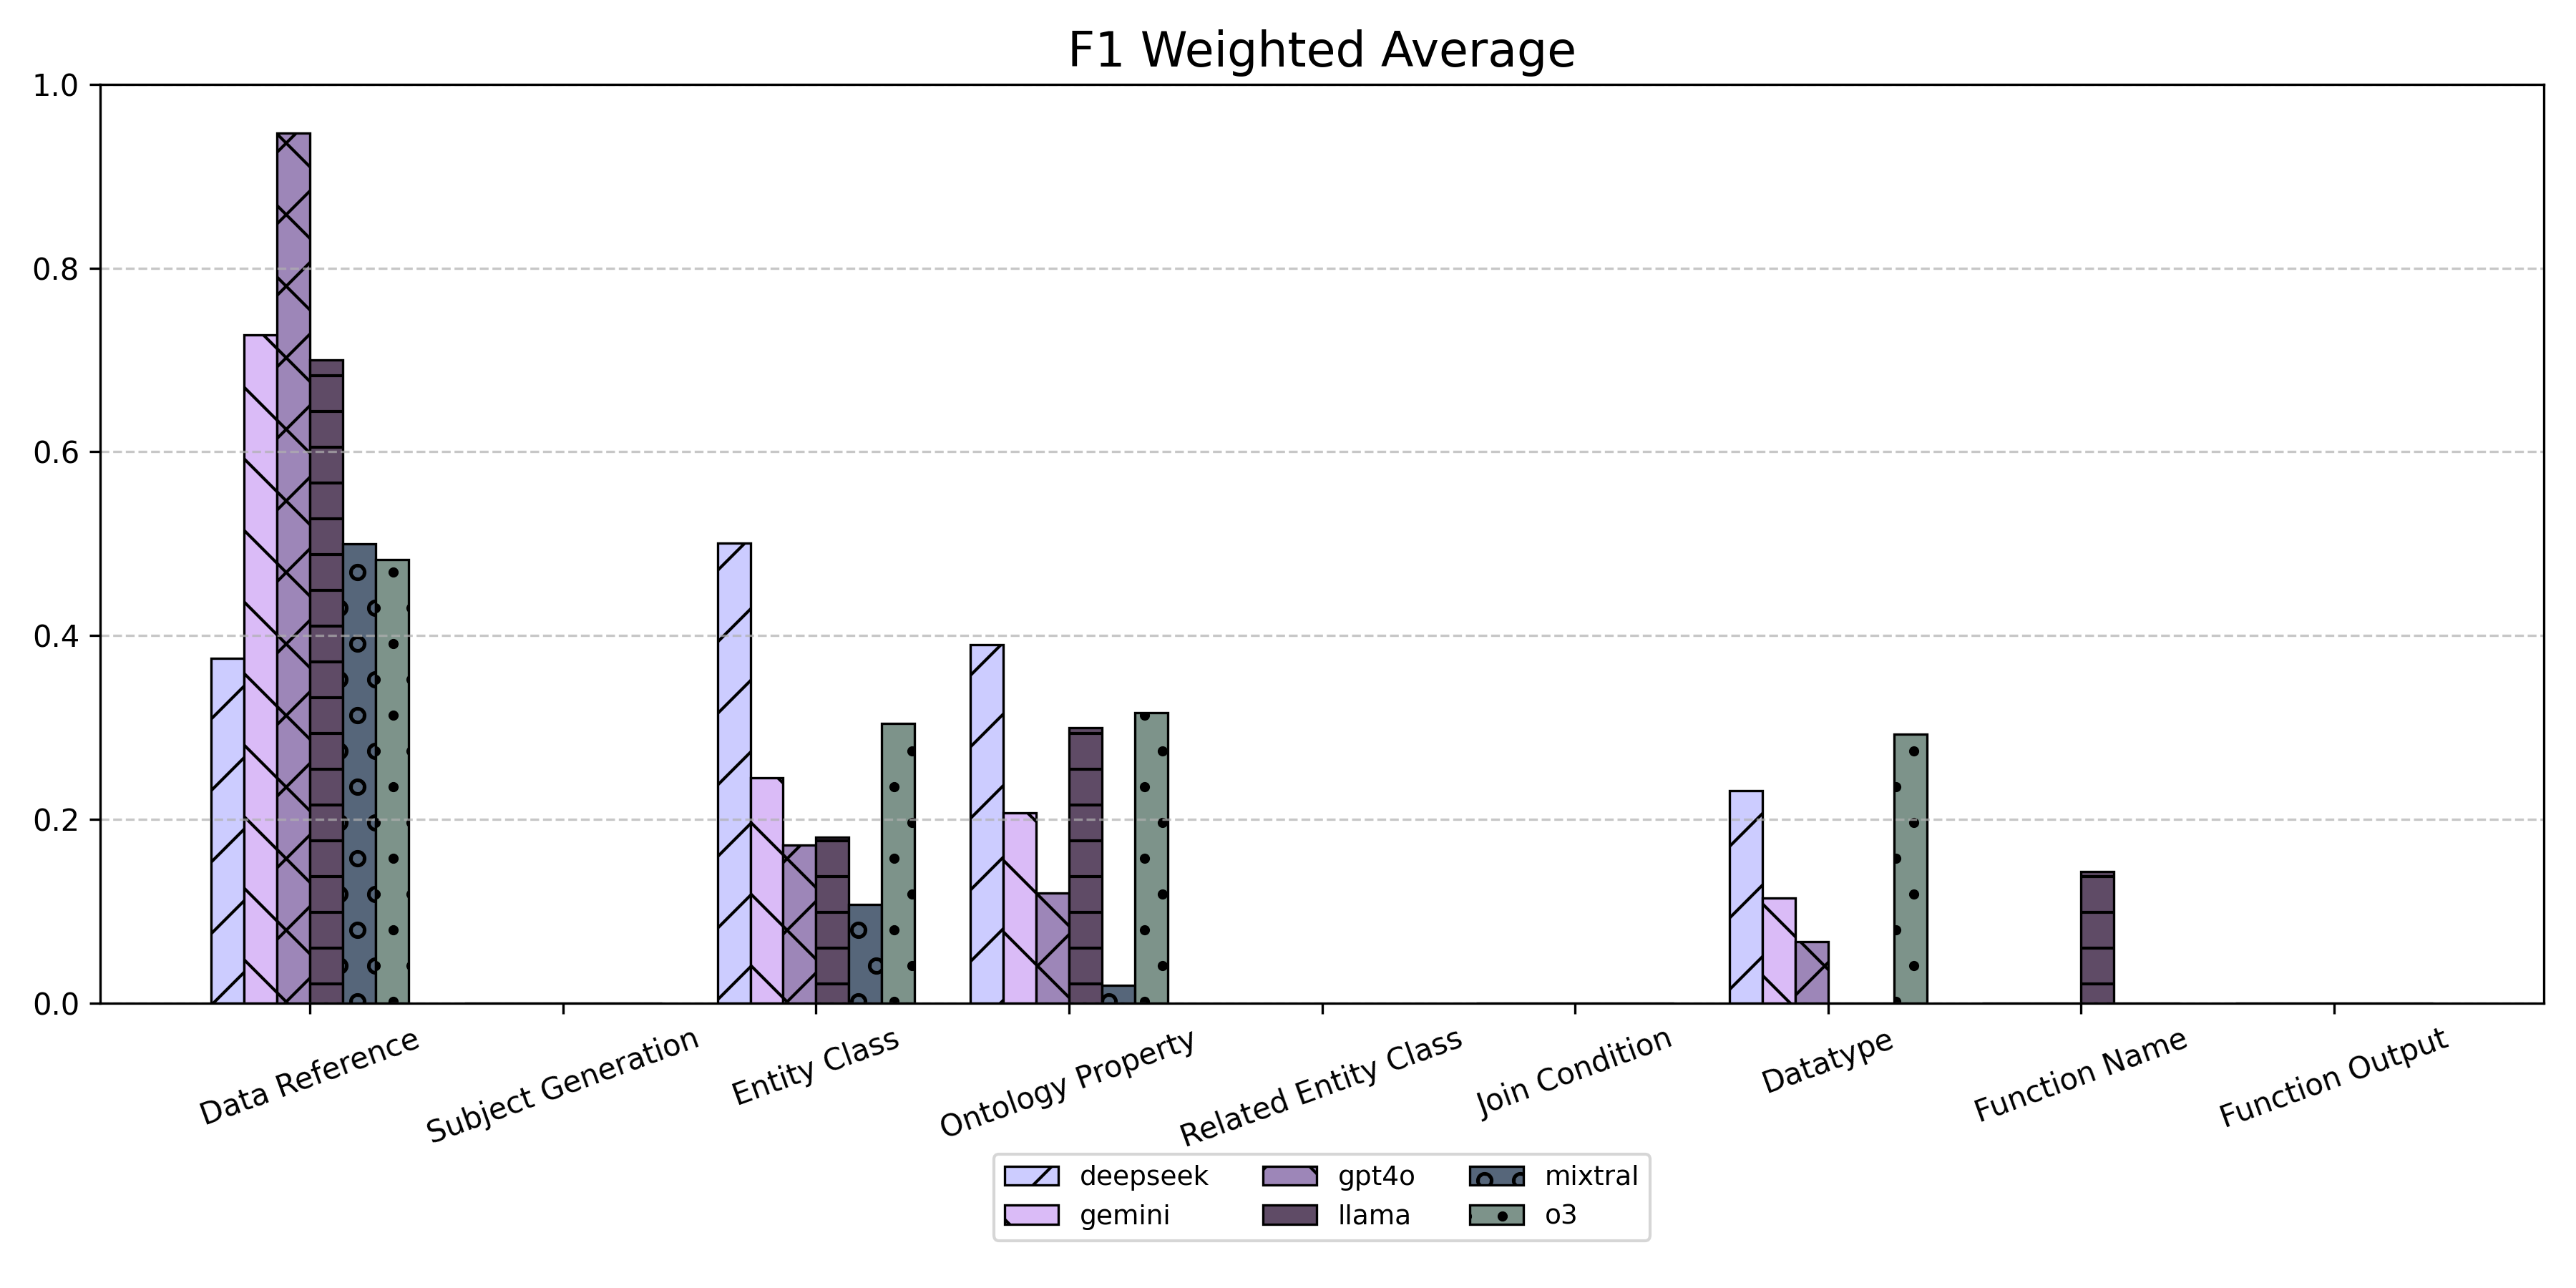 F1 Weighted Average
1.0
0.8
0.6
0.4
0.2
0.0
Data Reference
Subject Generation
Entity Class
Ontology Property
Related Entity Class
Join Condition
Datatype
Function Name
Function Output
deepseek gpt4o mixtral
gemini llama o3